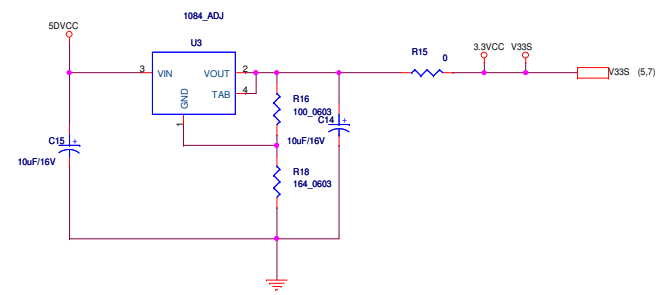 1084_ADJ
5DVCC
U3
3
VIN
VOUT
2
TAB
4
GND
1
R15
0
3.3VCC
V33S
V33S (5,7)
R16
100_0603
C14
+
10uF/16V
C15
+
10uF/16V
R18
164_0603